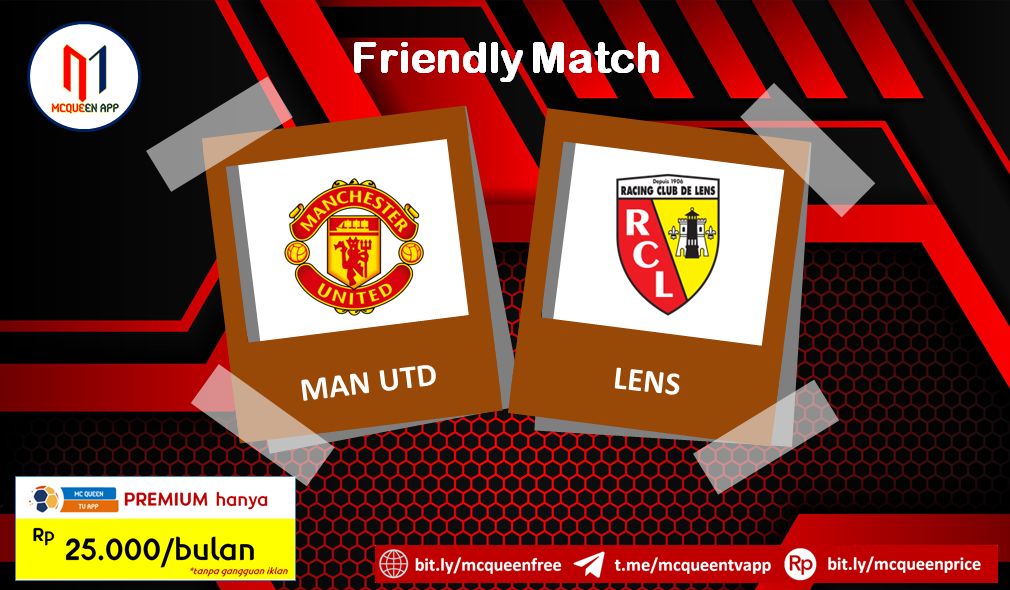 Friendly Match
M1
MCQUEEN APP
MANCHESTER
UNITED
MAN UTD
Depuis 1906
RACING CLUB DE LENS
R
C
L
LENS
MC QUEEN
TV APP
PREMIUM hanya
Rp 25.000/bulan
*tanpa gangguan iklan
bit.ly/mcqueenfree
t.me/mcqueentvapp
Rp
bit.ly/mcqueenprice